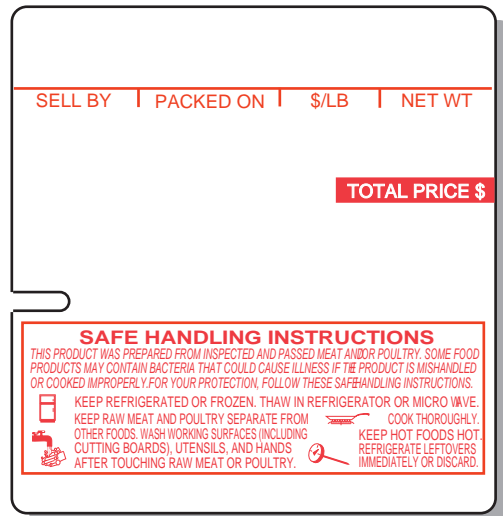 SELL BY PACKED ON $/LB NET WT
TOTAL PRICE $
SAFE HANDLING INSTRUCTIONS
THIS PRODUCT WAS PREPARED FROM INSPECTED AND PASSED MEAT AND/OR POULTRY. SOME FOOD
PRODUCTS MAY CONTAIN BACTERIA THAT COULD CAUSE ILLNESS IF THE PRODUCT IS MISHANDLED
OR COOKED IMPROPERLY. FOR YOUR PROTECTION, FOLLOW THESE SAFE HANDLING INSTRUCTIONS.
KEEP REFRIGERATED OR FROZEN. THAW IN REFRIGERATOR OR MICRO WAVE.
KEEP RAW MEAT AND POULTRY SEPARATE FROM
OTHER FOODS. WASH WORKING SURFACES (INCLUDING
CUTTING BOARDS), UTENSILS, AND HANDS
AFTER TOUCHING RAW MEAT OR POULTRY.
COOK THOROUGHLY.
KEEP HOT FOODS HOT.
REFRIGERATE LEFTOVERS
IMMEDIATELY OR DISCARD.